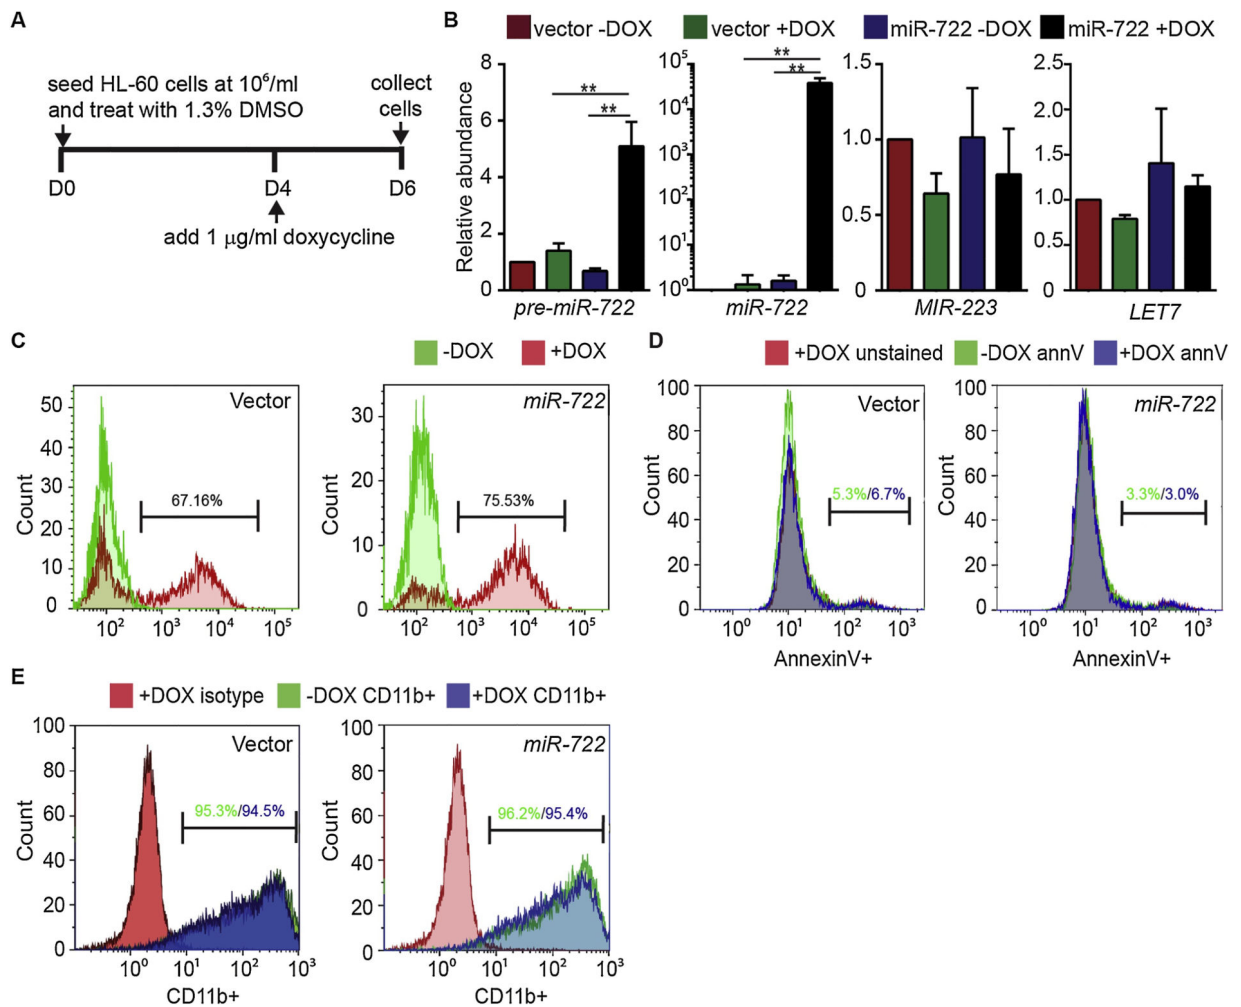 A
seed HL-60 cells at 10⁶/ml
and treat with 1.3% DMSO
collect
cells
D0
D4
D6
add 1 μg/ml doxycycline
B
vector -DOX
vector +DOX
miR-722 -DOX
miR-722 +DOX
Relative abundance
8
6
4
2
0
**
**
pre-miR-722
10⁵
10⁴
10³
10²
10¹
10⁰
**
**
miR-722
1.5
1.0
0.5
0
MIR-223
2.5
2.0
1.5
1.0
0.5
0
LET7
C
-DOX
+DOX
Count
50
40
30
20
10
0
Vector
67.16%
10² 10³ 10⁴ 10⁵
Count
30
20
10
0
miR-722
75.53%
10² 10³ 10⁴ 10⁵
D
+DOX unstained
-DOX annV
+DOX annV
Count
100
80
60
40
20
0
Vector
5.3%/6.7%
10⁰ 10¹ 10² 10³
AnnexinV+
Count
100
80
60
40
20
0
miR-722
3.3%/3.0%
10⁰ 10¹ 10² 10³
AnnexinV+
E
+DOX isotype
-DOX CD11b+
+DOX CD11b+
Count
100
80
60
40
20
0
Vector
95.3%/94.5%
10⁰ 10¹ 10² 10³
CD11b+
Count
100
80
60
40
20
0
miR-722
96.2%/95.4%
10⁰ 10¹ 10² 10³
CD11b+